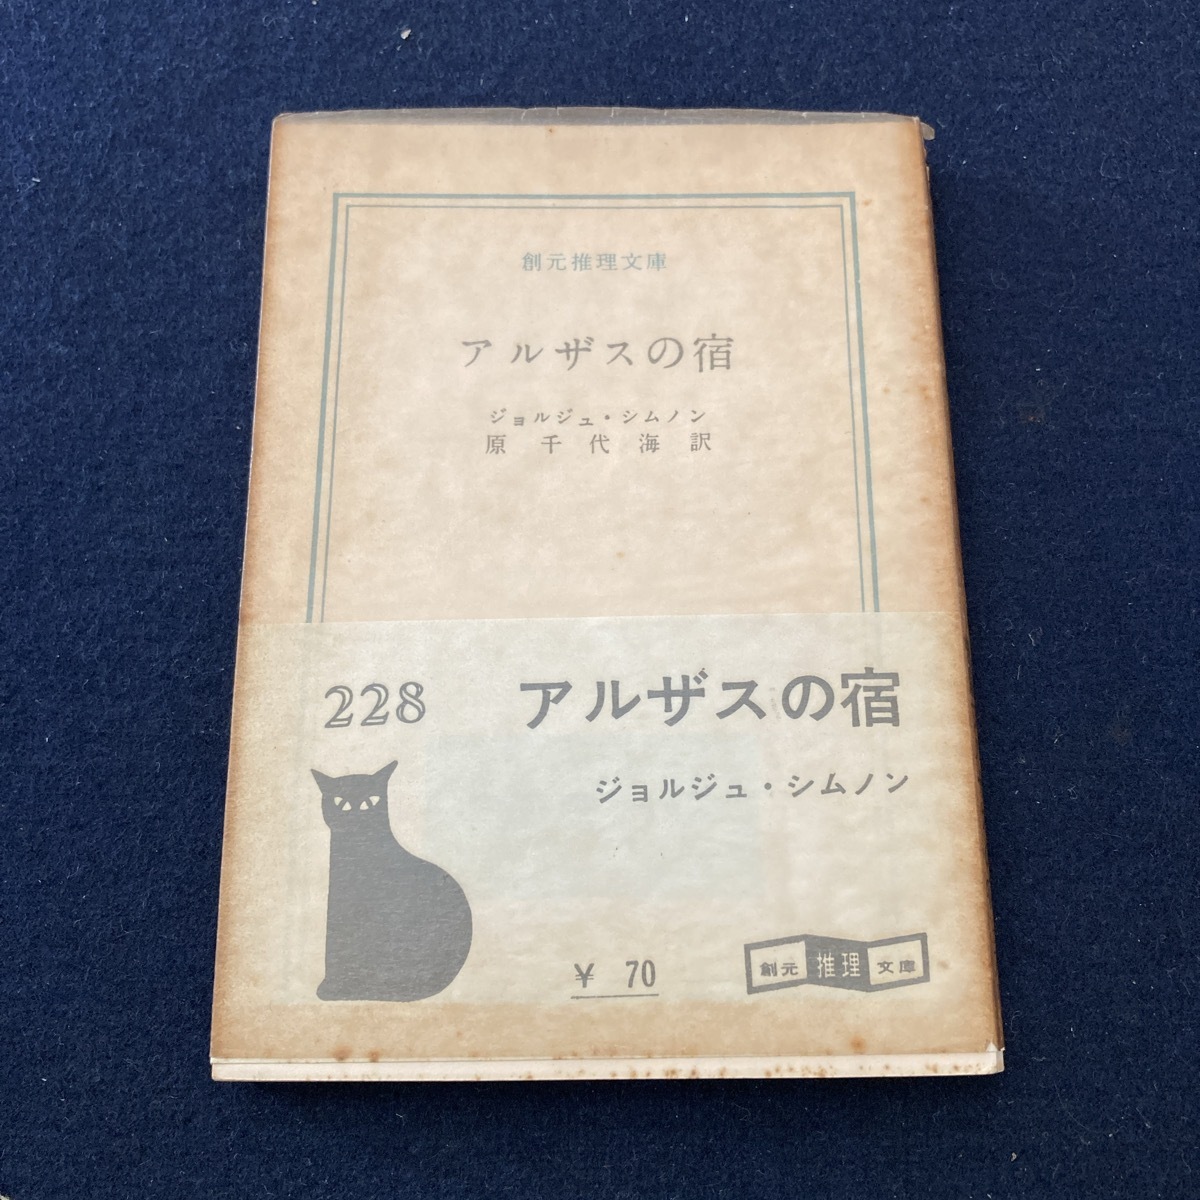 創元推理文庫
アルザスの宿
ジョルジュ・シムノン
原千代海訳
228
アルザスの宿
ジョルジュ・シムノン
¥ 70
創元推理文庫